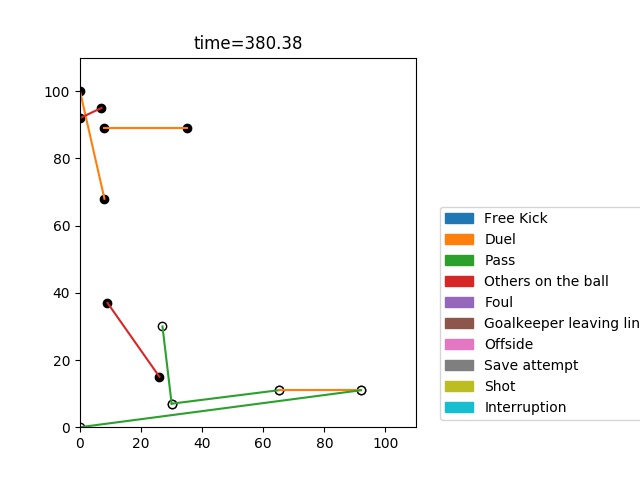 time=380.38
100
80
60
40
20
0
0 20 40 60 80 100
Free Kick
Duel
Pass
Others on the ball
Foul
Goalkeeper leaving lin
Offside
Save attempt
Shot
Interruption